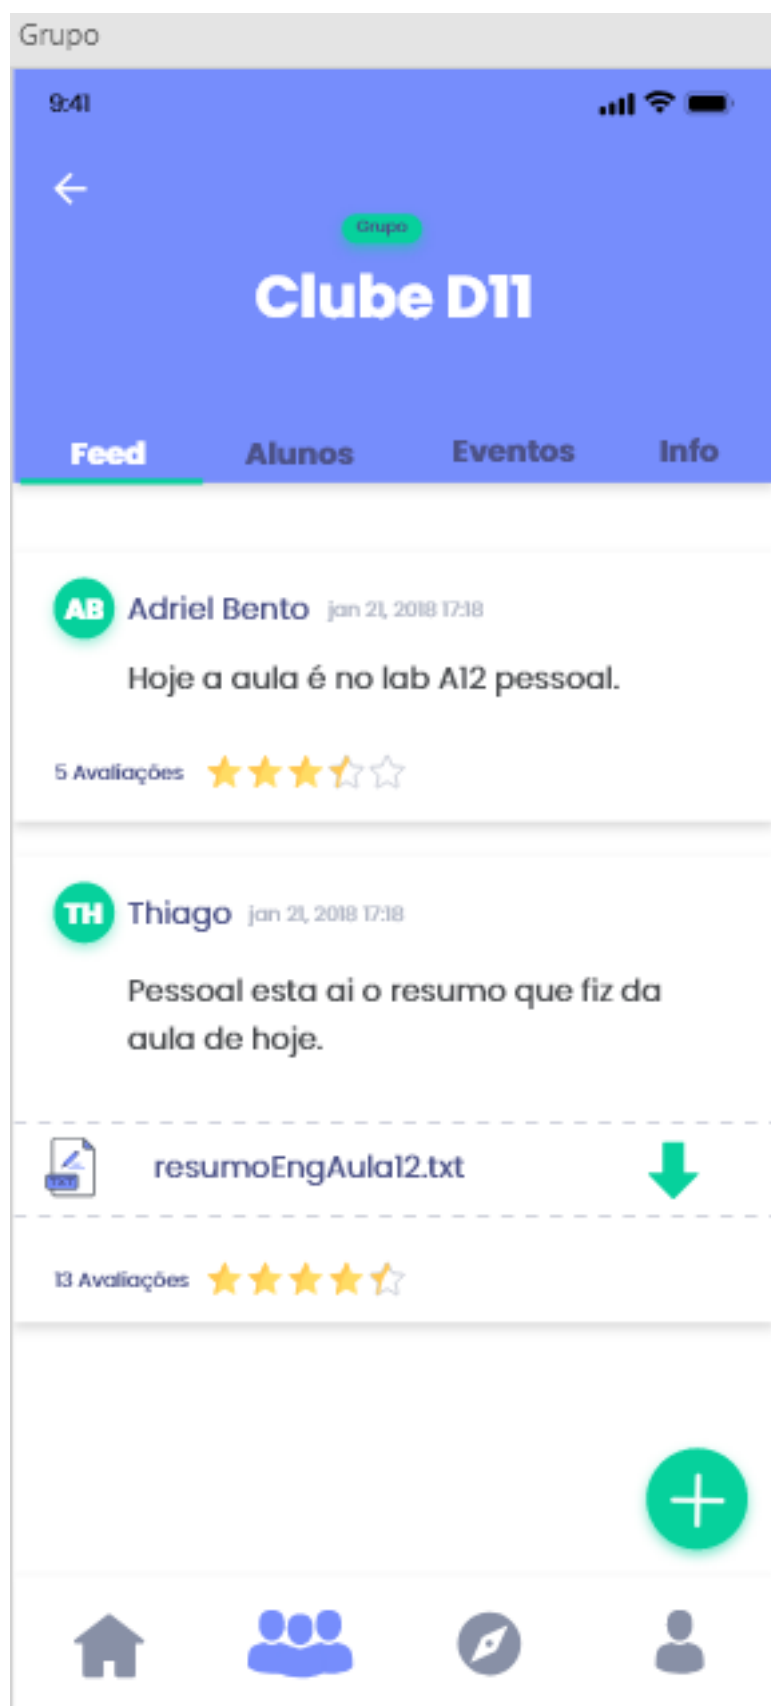 Grupo
9:41
Grupo
Clube D11
Feed Alunos Eventos Info
AB Adriel Bento jan 21, 2018 17:18
Hoje a aula é no lab A12 pessoal.
5 Avaliações
TH Thiago jan 21, 2018 17:18
Pessoal esta ai o resumo que fiz da
aula de hoje.
TXT resumoEngAula12.txt
13 Avaliações